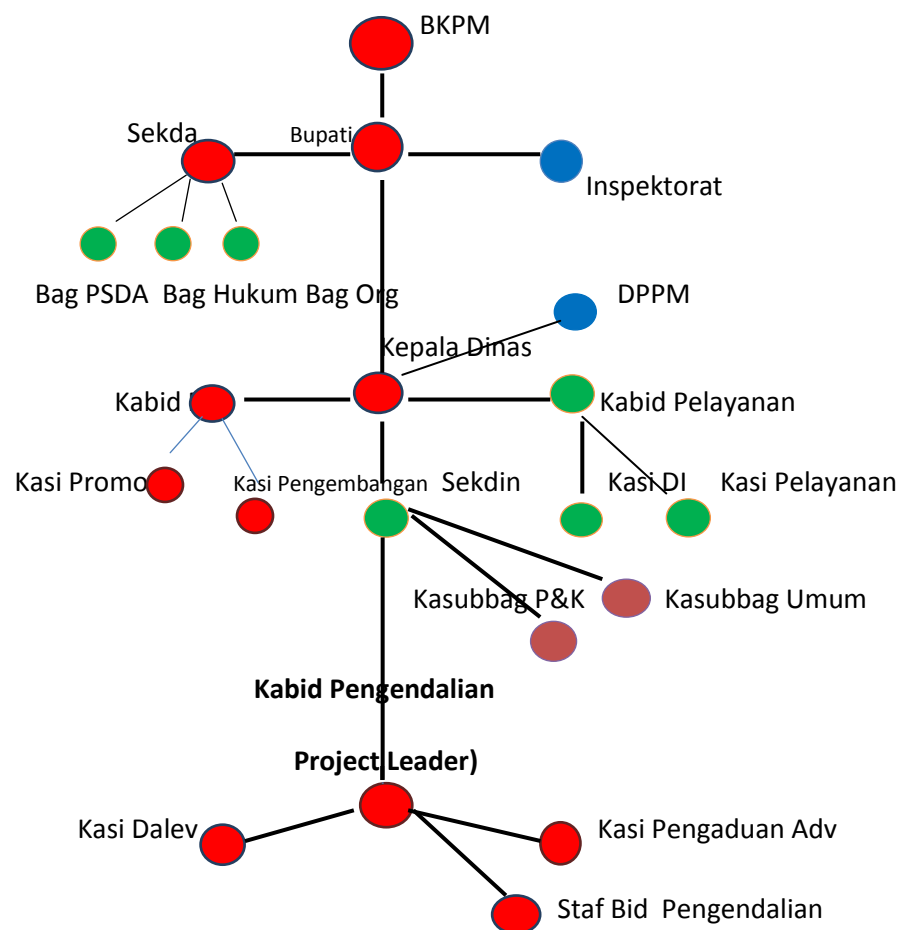 BKPM
Sekda
Bupati
Inspektorat
Bag PSDA Bag Hukum Bag Org
DPPM
Kepala Dinas
Kabid
Kabid Pelayanan
Kasi Promo
Kasi Pengembangan
Sekdin
Kasi DI
Kasi Pelayanan
Kasubbag P&K
Kasubbag Umum
Kabid Pengendalian
Project Leader)
Kasi Dalev
Kasi Pengaduan Adv
Staf Bid Pengendalian